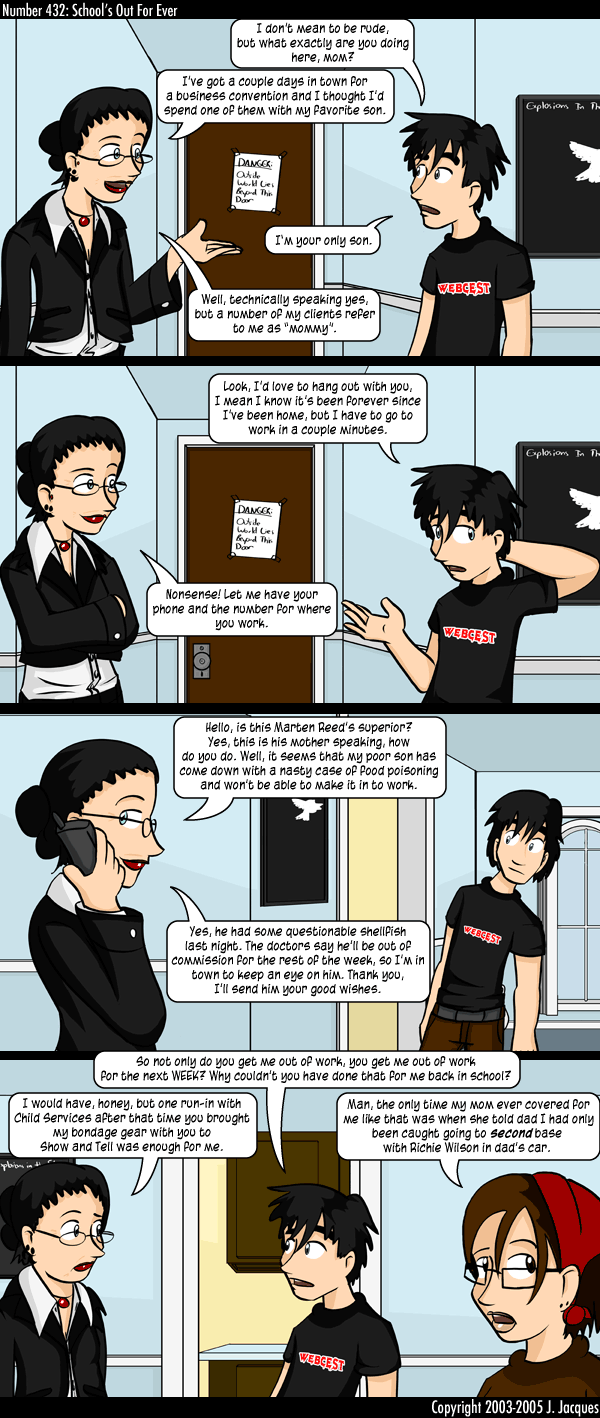 Number 432: School's Out For Ever
I don't mean to be rude,
but what exactly are you doing
here, mom?
I've got a couple days in town for
a business convention and I thought I'd
spend one of them with my favorite son.
Explosions In The
DANGER:
Outside
World Lies
Beyond This
Door
I'm your only son.
WEBCEST
Well, technically speaking yes,
but a number of my clients refer
to me as "mommy".
Look, I'd love to hang out with you,
I mean I know it's been forever since
I've been home, but I have to go to
work in a couple minutes.
Explosions In The
DANGER:
Outside
World Lies
Beyond This
Door
Nonsense! Let me have your
phone and the number for where
you work.
WEBCEST
Hello, is this Marten Reed's superior?
Yes, this is his mother speaking, how
do you do. Well, it seems that my poor son has
come down with a nasty case of food poisoning
and won't be able to make it in to work.
Yes, he had some questionable shellfish
last night. The doctors say he'll be out of
commission for the rest of the week, so I'm in
town to keep an eye on him. Thank you,
I'll send him your good wishes.
WEBCEST
So not only do you get me out of work, you get me out of work
for the next WEEK? Why couldn't you have done that for me back in school?
I would have, honey, but one run-in with
Child Services after that time you brought
my bondage gear with you to
Show and Tell was enough for me.
Man, the only time my mom ever covered for
me like that was when she told dad I had only
been caught going to second base
with Richie Wilson in dad's car.
WEBCEST
Copyright 2003-2005 J. Jacques